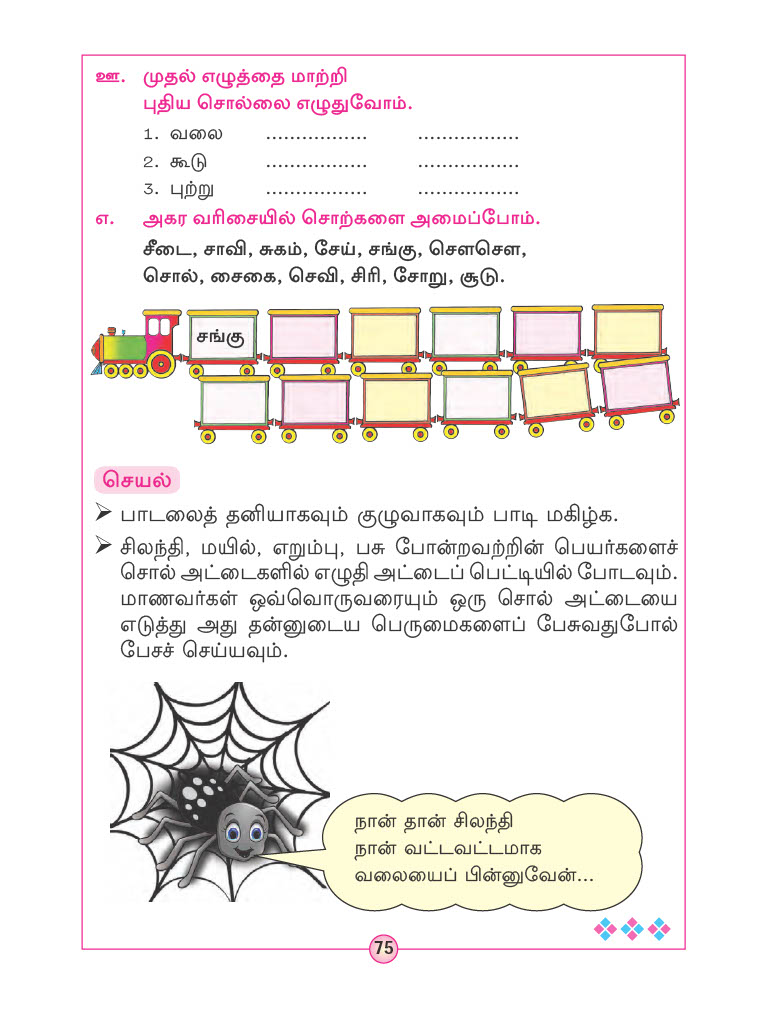 ஊ. முதல் எழுத்தை மாற்றி
புதிய சொல்லை எழுதுவோம்.
1. வலை ................. .................
2. கூடு ................. .................
3. புற்று ................. .................
எ. அகர வரிசையில் சொற்களை அமைப்போம்.
சீடை, சாவி, சுகம், சேய், சங்கு, சௌசௌ,
சொல், சைகை, செவி, சிரி, சோறு, சூடு.
சங்கு
செயல்
➢ பாடலைத் தனியாகவும் குழுவாகவும் பாடி மகிழ்க.
➢ சிலந்தி, மயில், எறும்பு, பசு போன்றவற்றின் பெயர்களைச்
சொல் அட்டைகளில் எழுதி அட்டைப் பெட்டியில் போடவும்.
மாணவர்கள் ஒவ்வொருவரையும் ஒரு சொல் அட்டையை
எடுத்து அது தன்னுடைய பெருமைகளைப் பேசுவதுபோல்
பேசச் செய்யவும்.
நான் தான் சிலந்தி
நான் வட்டவட்டமாக
வலையைப் பின்னுவேன்...
75